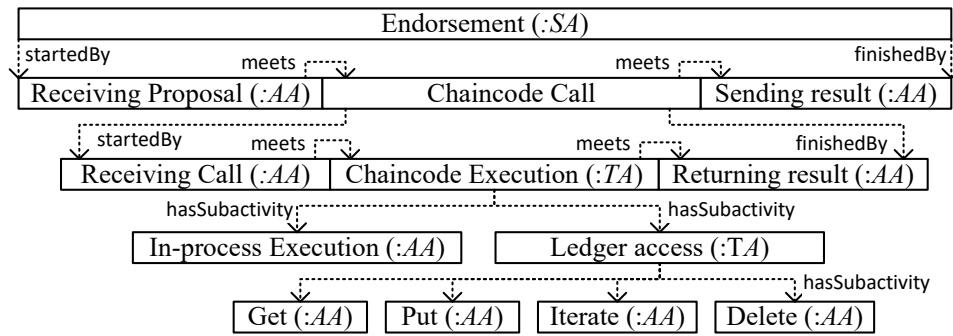 Endorsement (:SA)
startedBy
meets
meets
finishedBy
Receiving Proposal (:AA)
Chaincode Call
Sending result (:AA)
startedBy
meets
meets
finishedBy
Receiving Call (:AA)
Chaincode Execution (:TA)
Returning result (:AA)
hasSubactivity
hasSubactivity
In-process Execution (:AA)
Ledger access (:TA)
hasSubactivity
Get (:AA)
Put (:AA)
Iterate (:AA)
Delete (:AA)